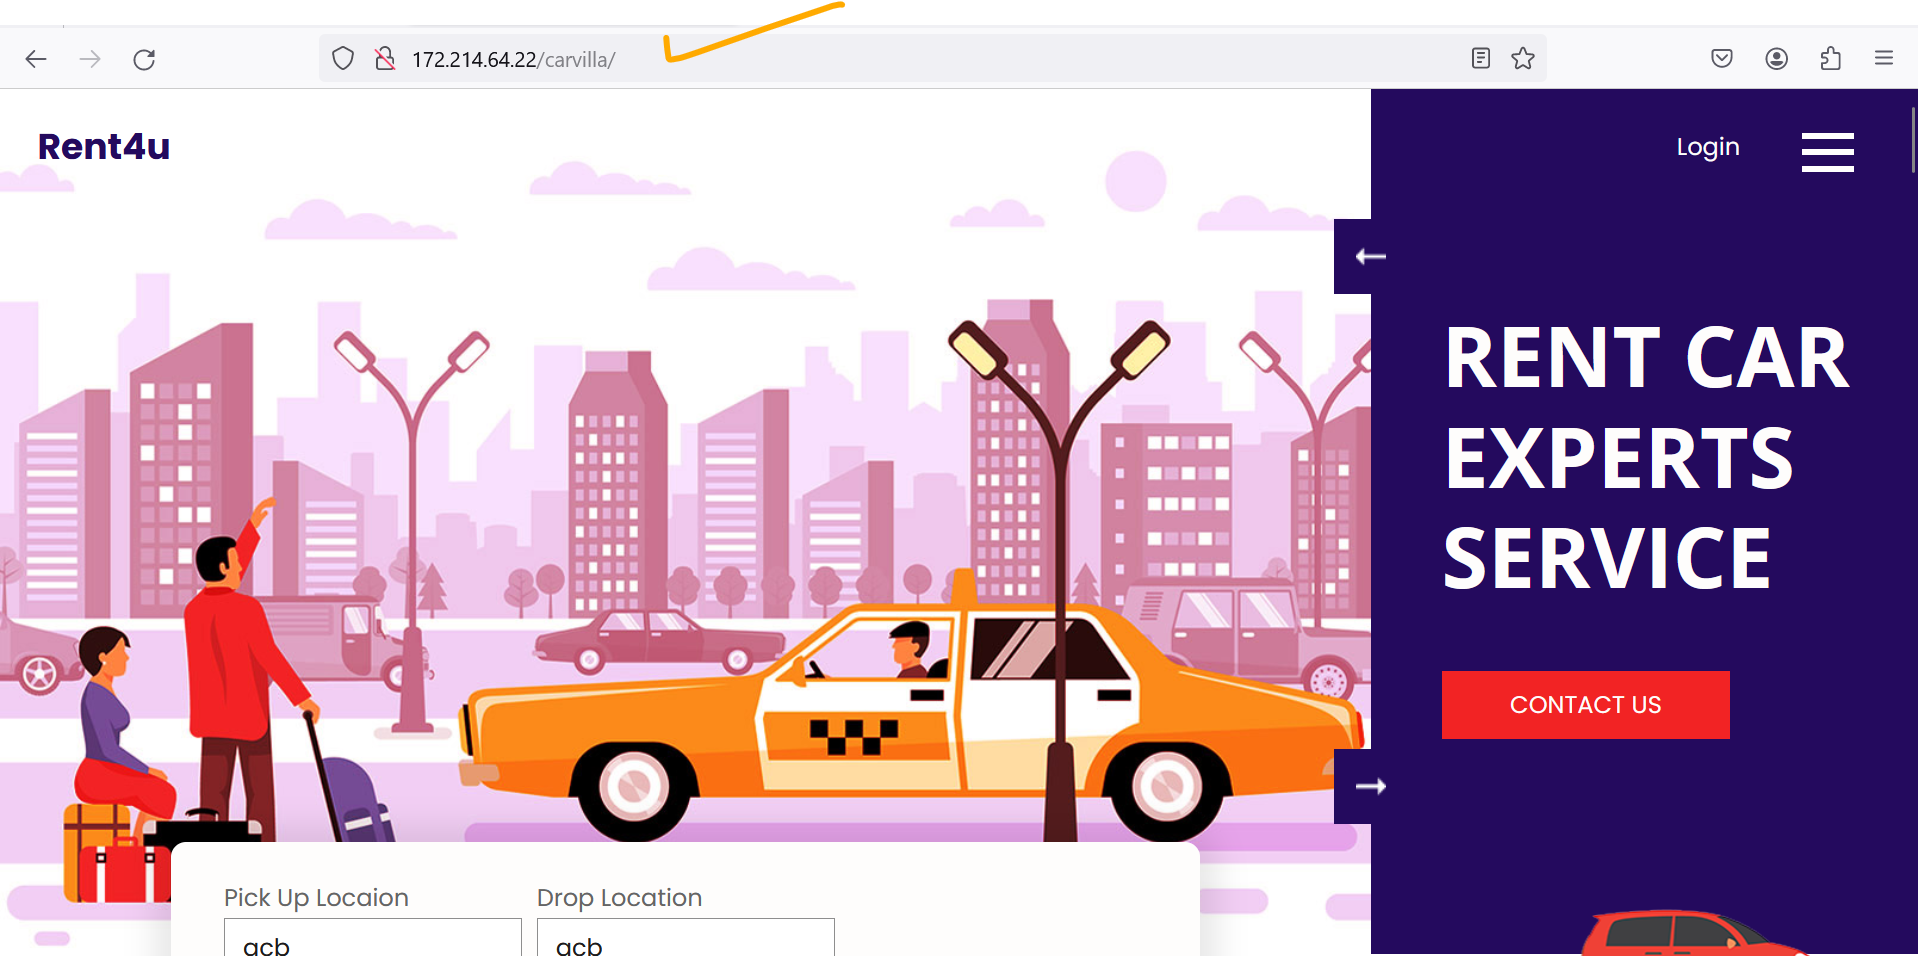 172.214.64.22/carvilla/
Rent4u
Login
RENT CAR
EXPERTS
SERVICE
CONTACT US
Pick Up Locaion Drop Location
acb acb